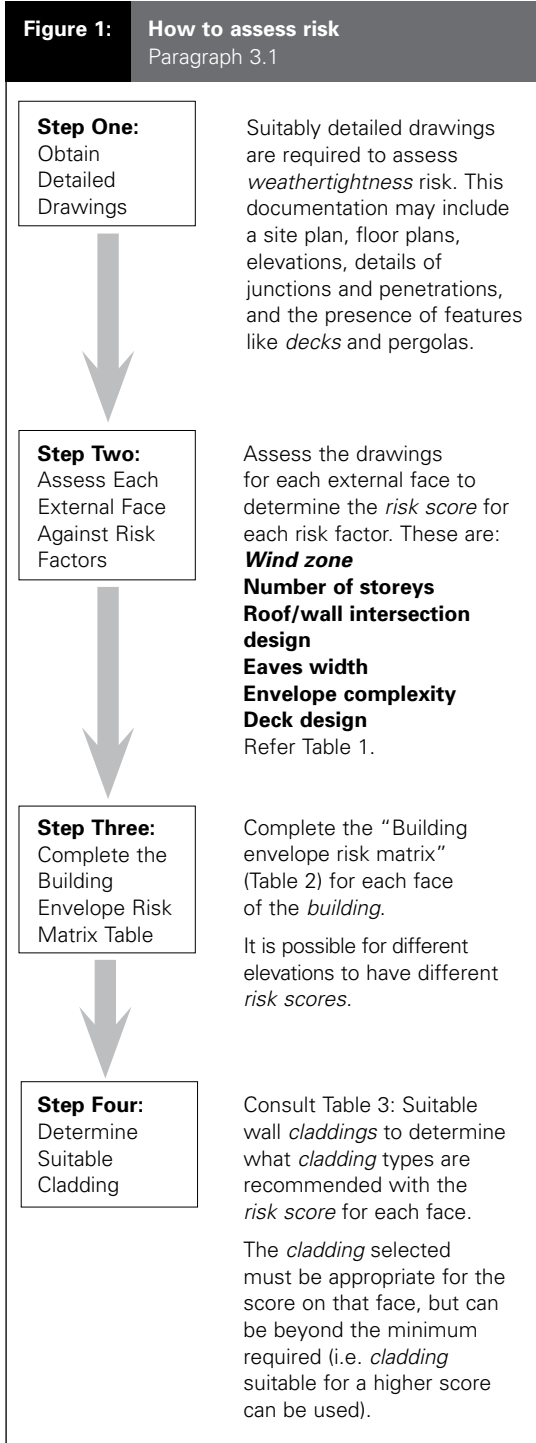 Figure 1:
How to assess risk
Paragraph 3.1
Step One:
Obtain
Detailed
Drawings
Suitably detailed drawings
are required to assess
weathertightness risk. This
documentation may include
a site plan, floor plans,
elevations, details of
junctions and penetrations,
and the presence of features
like decks and pergolas.
Step Two:
Assess Each
External Face
Against Risk
Factors
Assess the drawings
for each external face to
determine the risk score for
each risk factor. These are:
Wind zone
Number of storeys
Roof/wall intersection
design
Eaves width
Envelope complexity
Deck design
Refer Table 1.
Step Three:
Complete the
Building
Envelope Risk
Matrix Table
Complete the "Building
envelope risk matrix"
(Table 2) for each face
of the building.
It is possible for different
elevations to have different
risk scores.
Step Four:
Determine
Suitable
Cladding
Consult Table 3: Suitable
wall claddings to determine
what cladding types are
recommended with the
risk score for each face.
The cladding selected
must be appropriate for the
score on that face, but can
be beyond the minimum
required (i.e. cladding
suitable for a higher score
can be used).